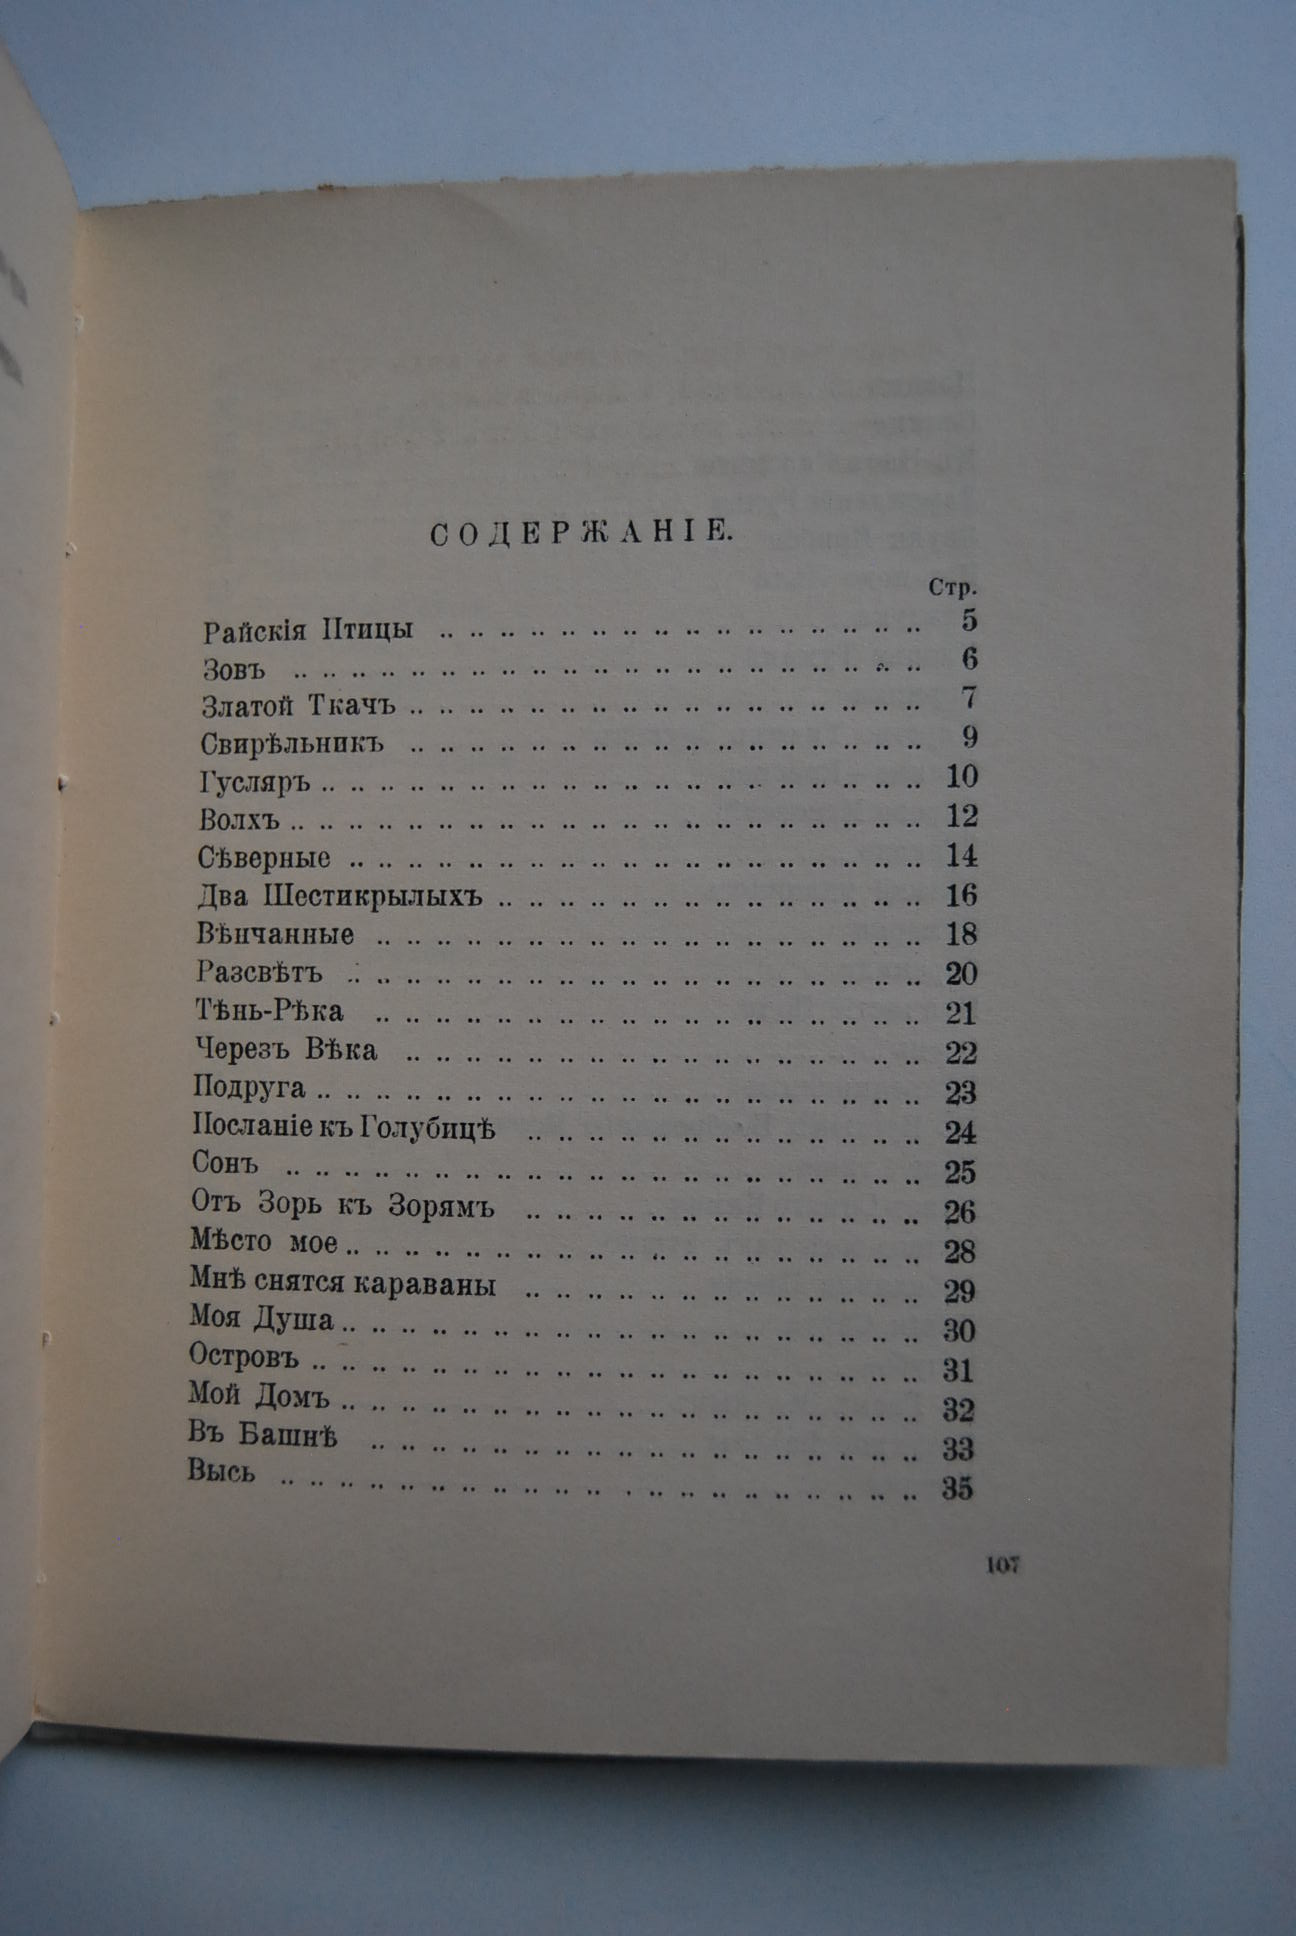 СОДЕРЖАНІЕ.
Стр.
Райскія Птицы .. .. .. .. .. .. .. .. .. .. .. .. .. .. .. .. 5
Зовъ .. .. .. .. .. .. .. .. .. .. .. .. .. .. .. .. .. .. .. .. .. 6
Златой Ткачъ .. .. .. .. .. .. .. .. .. .. .. .. .. .. .. .. .. 7
Свирѣльникъ .. .. .. .. .. .. .. .. .. .. .. .. .. .. .. .. .. 9
Гусляръ .. .. .. .. .. .. .. .. .. .. .. .. .. .. .. .. .. .. .. .. 10
Волхъ .. .. .. .. .. .. .. .. .. .. .. .. .. .. .. .. .. .. .. .. .. 12
Сѣверные .. .. .. .. .. .. .. .. .. .. .. .. .. .. .. .. .. .. .. 14
Два Шестикрылыхъ .. .. .. .. .. .. .. .. .. .. .. .. .. .. 16
Вѣнчанные .. .. .. .. .. .. .. .. .. .. .. .. .. .. .. .. .. .. 18
Разсвѣтъ .. .. .. .. .. .. .. .. .. .. .. .. .. .. .. .. .. .. .. 20
Тѣнь-Рѣка .. .. .. .. .. .. .. .. .. .. .. .. .. .. .. .. .. .. 21
Черезъ Вѣка .. .. .. .. .. .. .. .. .. .. .. .. .. .. .. .. .. 22
Подруга .. .. .. .. .. .. .. .. .. .. .. .. .. .. .. .. .. .. .. .. 23
Посланіе къ Голубицѣ .. .. .. .. .. .. .. .. .. .. .. .. .. 24
Сонъ .. .. .. .. .. .. .. .. .. .. .. .. .. .. .. .. .. .. .. .. .. 25
Отъ Зорь къ Зорямъ .. .. .. .. .. .. .. .. .. .. .. .. .. 26
Мѣсто мое .. .. .. .. .. .. .. .. .. .. .. .. .. .. .. .. .. .. .. 28
Мнѣ снятся караваны .. .. .. .. .. .. .. .. .. .. .. .. .. 29
Моя Душа .. .. .. .. .. .. .. .. .. .. .. .. .. .. .. .. .. .. .. 30
Островъ .. .. .. .. .. .. .. .. .. .. .. .. .. .. .. .. .. .. .. .. 31
Мой Домъ .. .. .. .. .. .. .. .. .. .. .. .. .. .. .. .. .. .. .. 32
Въ Башнѣ .. .. .. .. .. .. .. .. .. .. .. .. .. .. .. .. .. .. 33
Высь .. .. .. .. .. .. .. .. .. .. .. .. .. .. .. .. .. .. .. .. .. 35
107